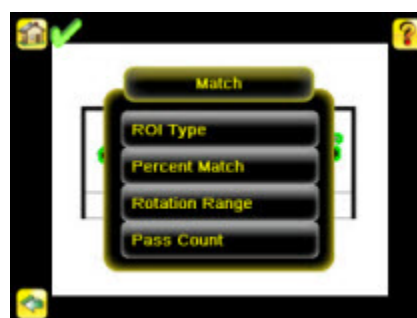 Match
ROI Type
Percent Match
Rotation Range
Pass Count